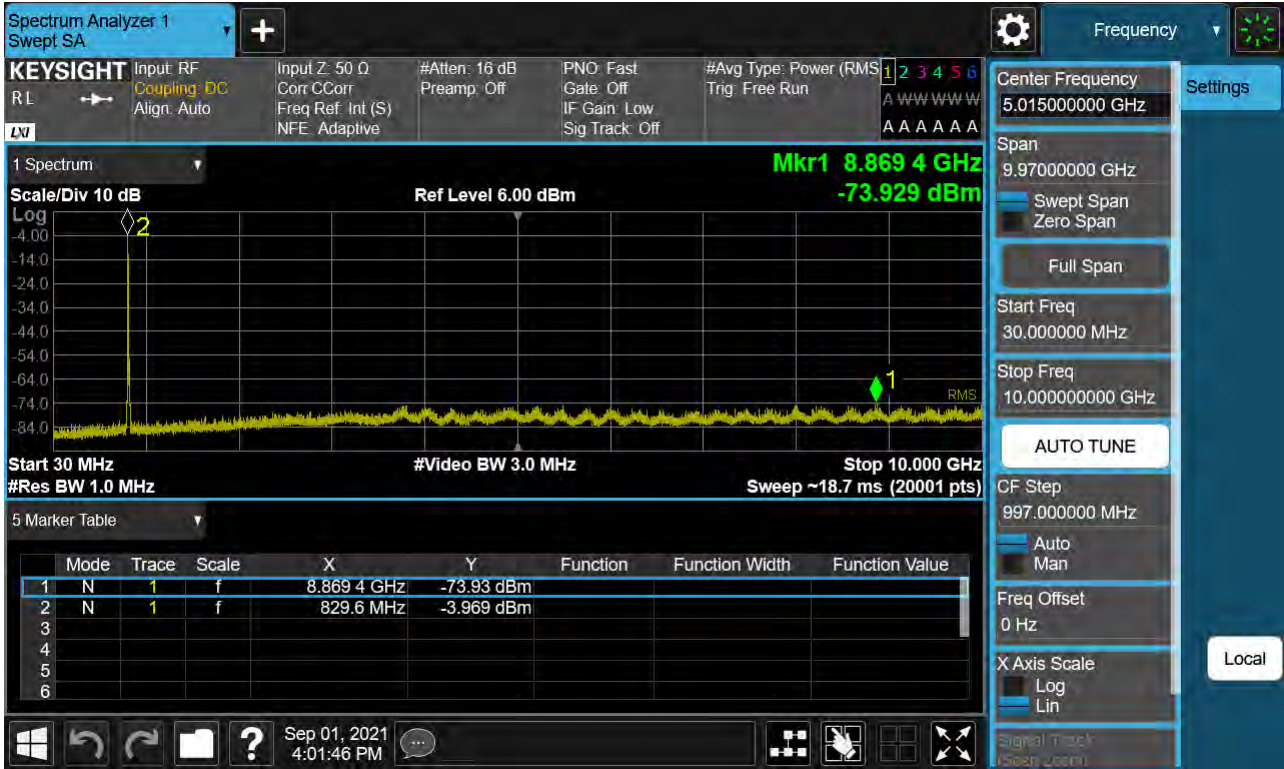 Spectrum Analyzer 1
Swept SA
Frequency
KEYSIGHT
R L
LXI
Input: RF
Coupling: DC
Align: Auto
Input Z: 50 Ω
Corr CCorr
Freq Ref: Int (S)
NFE: Adaptive
#Atten: 16 dB
Preamp: Off
PNO: Fast
Gate: Off
IF Gain: Low
Sig Track: Off
#Avg Type: Power (RMS
Trig: Free Run
1 2 3 4 5 6
A W W W W W
A A A A A A
1 Spectrum
Scale/Div 10 dB
Ref Level 6.00 dBm
Mkr1 8.869 4 GHz
-73.929 dBm
Log
-4.00
-14.0
-24.0
-34.0
-44.0
-54.0
-64.0
-74.0
-84.0
2
1
RMS
Start 30 MHz
#Video BW 3.0 MHz
Stop 10.000 GHz
#Res BW 1.0 MHz
Sweep ~18.7 ms (20001 pts)
5 Marker Table
Mode Trace Scale X Y Function Function Width Function Value
1 N 1 f 8.869 4 GHz -73.93 dBm
2 N 1 f 829.6 MHz -3.969 dBm
3
4
5
6
Sep 01, 2021
4:01:46 PM
Center Frequency
5.015000000 GHz
Span
9.97000000 GHz
Swept Span
Zero Span
Full Span
Start Freq
30.000000 MHz
Stop Freq
10.000000000 GHz
AUTO TUNE
CF Step
997.000000 MHz
Auto
Man
Freq Offset
0 Hz
X Axis Scale
Log
Lin
Signal Track
(Span Zoom)
Settings
Local